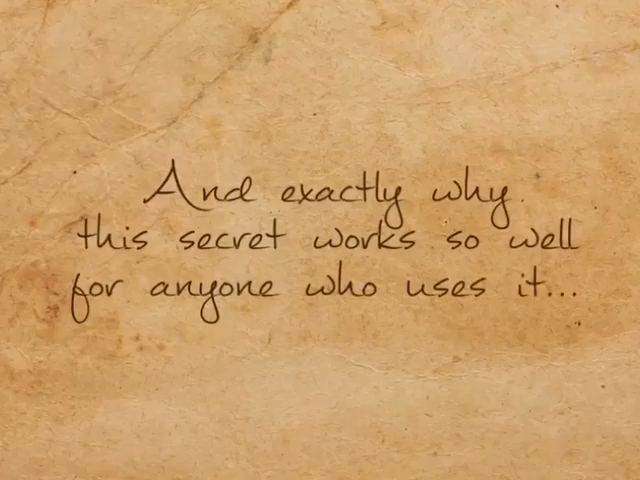 And exactly why
this secret works so well
for anyone who uses it...